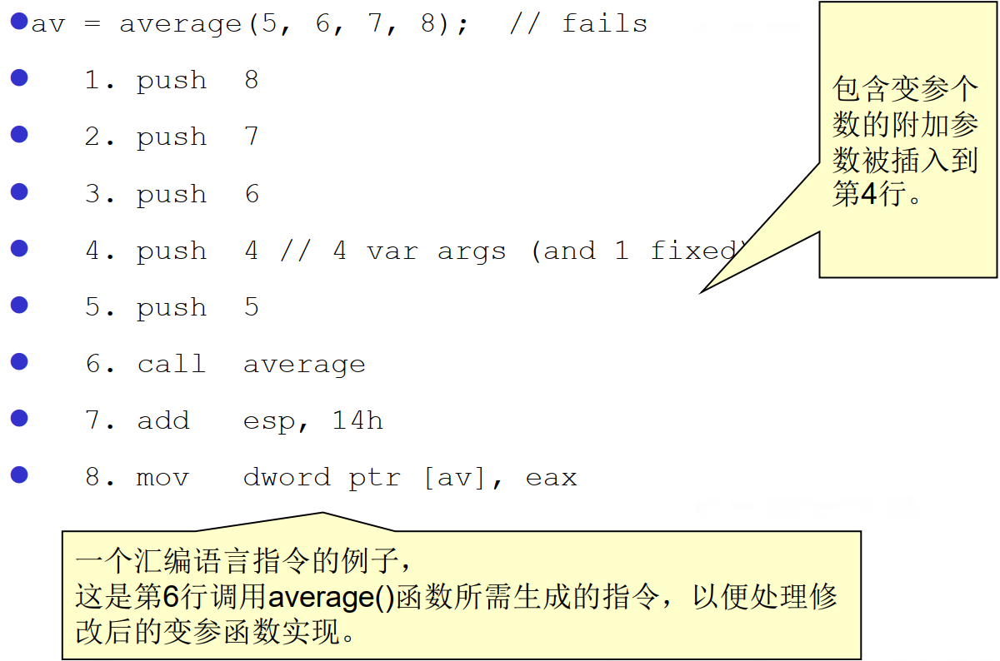 av = average(5, 6, 7, 8);  // fails
1. push  8
2. push  7
3. push  6
4. push  4 // 4 var args (and 1 fixed)
5. push  5
6. call  average
7. add   esp, 14h
8. mov   dword ptr [av], eax
包含变参个
数的附加参
数被插入到
第4行。
一个汇编语言指令的例子，
这是第6行调用average()函数所需生成的指令，以便处理修
改后的变参函数实现。